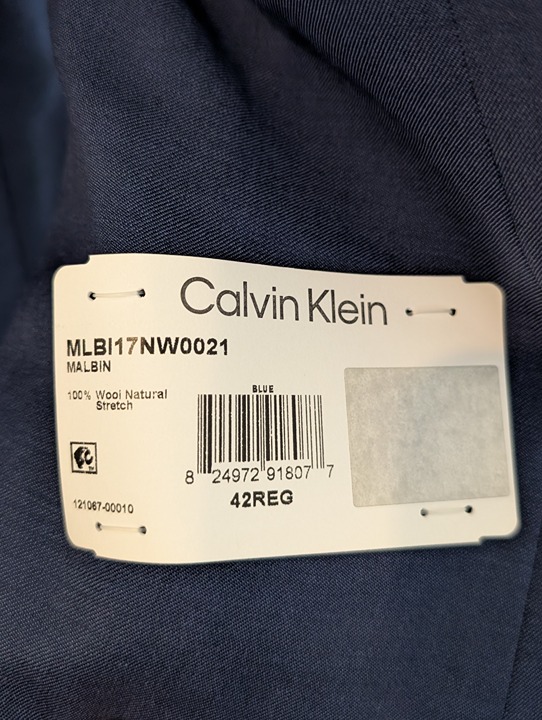 Calvin Klein
MLBI17NW0021
MALBIN
100% Wool Natural
Stretch
BLUE
8 24972 91807 7
42REG
121067-00010